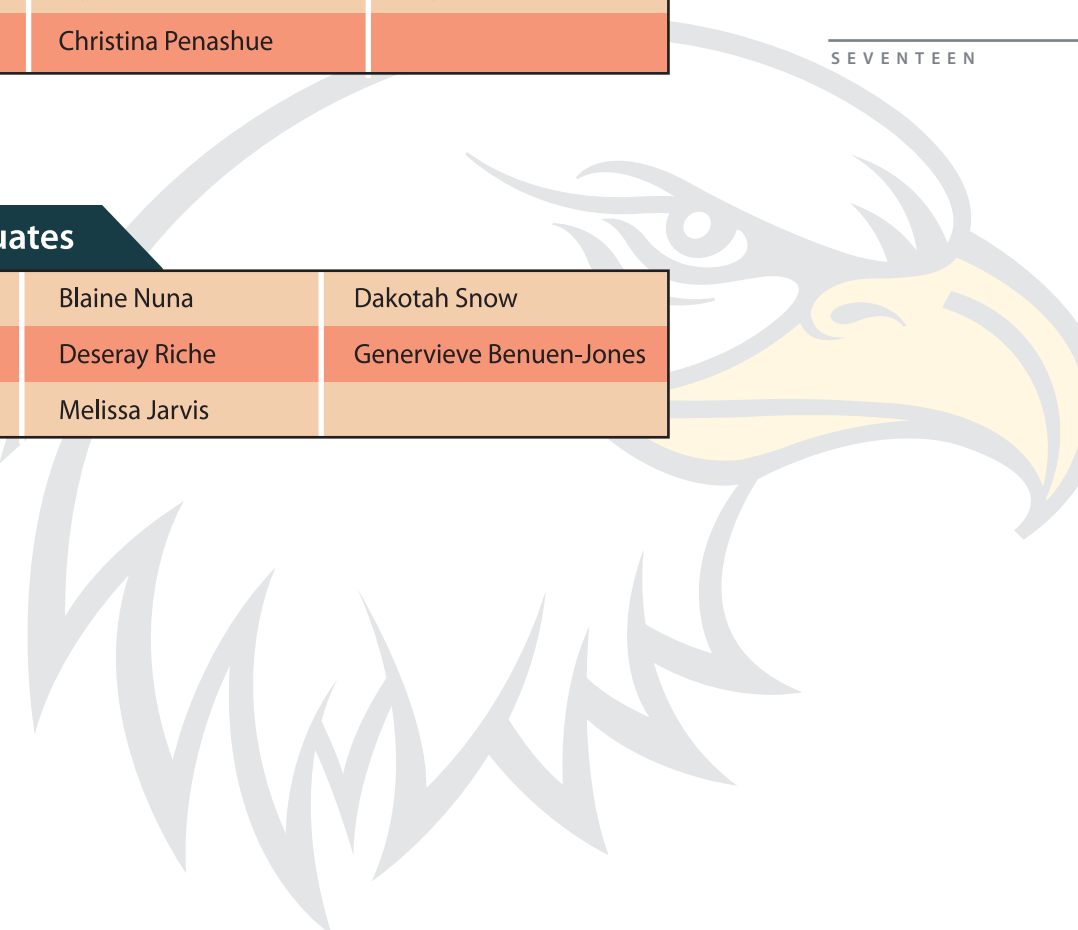 Christina Penashue
SEVENTEEN
uates
Blaine Nuna Dakotah Snow
Deseray Riche Genervieve Benuen-Jones
Melissa Jarvis